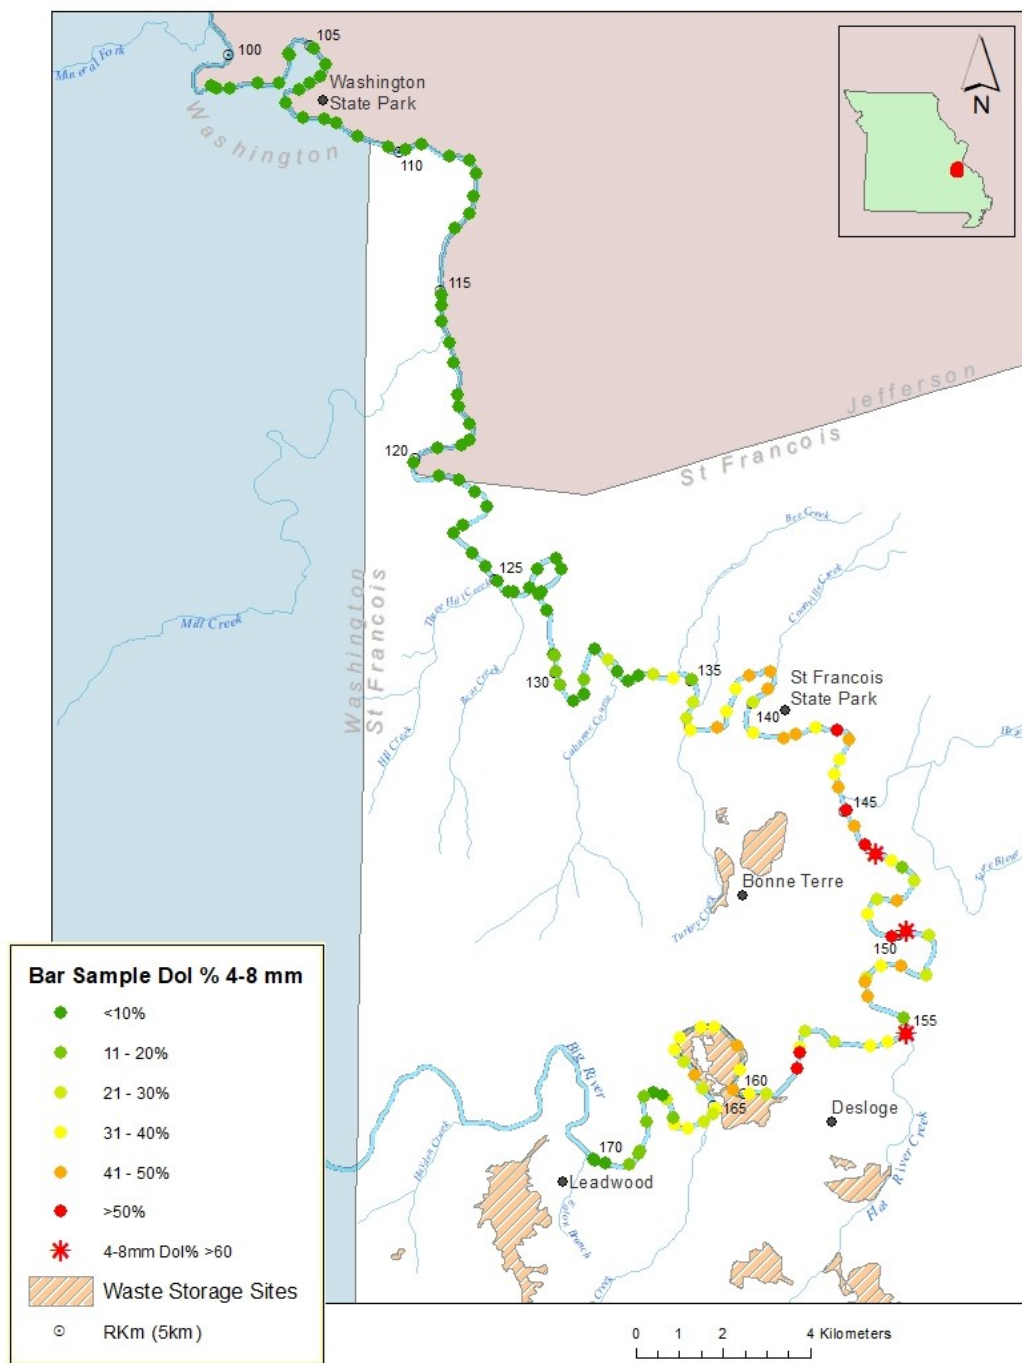 105
100
Mineral Fork
Washington
State Park
N
Washington
110
115
Jefferson
St Francois
120
Bee Creek
125
Three Hill Creek
Coonville Creek
Mill Creek
Washington
St Francois
Bear Creek
130
135
St Francois
State Park
140
Hill Creek
Cabanne Course
145
Bonne Terre
Turkey Creek
150
155
Big River
160
165
Desloge
River Creek
Flat
170
Leadwood
Eaton Branch
Creek
Bar Sample Dol % 4-8 mm
<10%
11 - 20%
21 - 30%
31 - 40%
41 - 50%
>50%
4-8mm Dol% >60
Waste Storage Sites
RKm (5km)
0 1 2 4 Kilometers